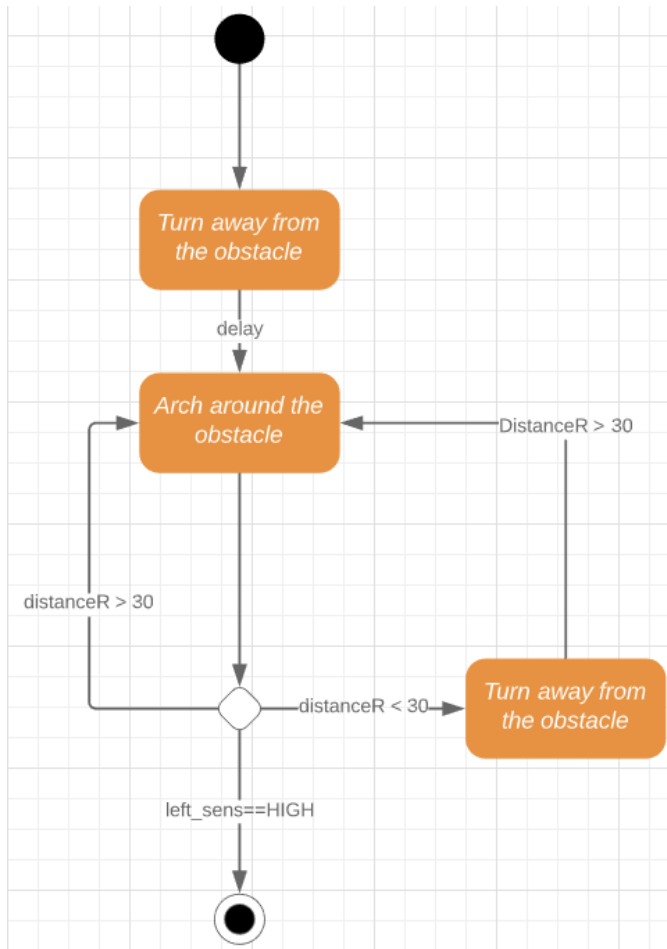 Turn away from
the obstacle
delay
Arch around the
obstacle
DistanceR > 30
distanceR > 30
distanceR < 30
Turn away from
the obstacle
left_sens==HIGH